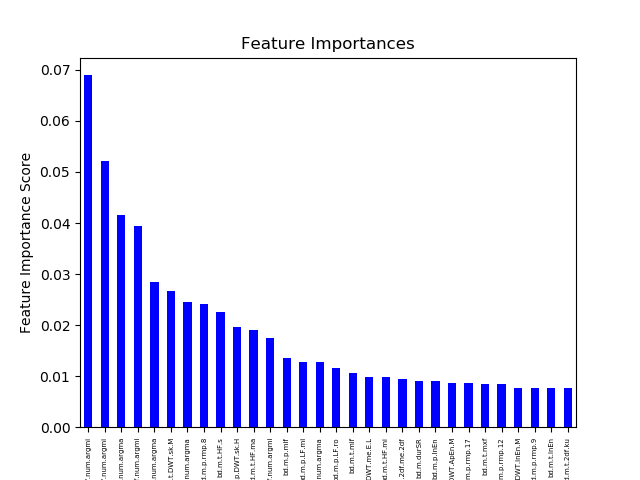 Feature Importances
Feature Importance Score
0.07
0.06
0.05
0.04
0.03
0.02
0.01
0.00
.num.argmi
.num.argmi
.num.argma
.num.argmi
.num.argma
.t.DWT.sk.M
num.argma
d.m.p.rmp.8
bd.m.t.HF.s
p.DWT.sk.H
d.m.t.HF.ma
.num.argmi
bd.m.p.mif
bd.m.p.LF.mi
num.argma
bd.m.p.LF.ro
bd.m.t.mif
DWT.me.E.L
bd.m.t.HF.mi
.2df.me.2df
bd.m.durSR
bd.m.p.InEn
DWT.ApEn.M
m.p.rmp.17
bd.m.t.mxf
m.p.rmp.12
DWT.InEn.M
d.m.p.rmp.9
bd.m.t.InEn
d.m.t.2df.ku